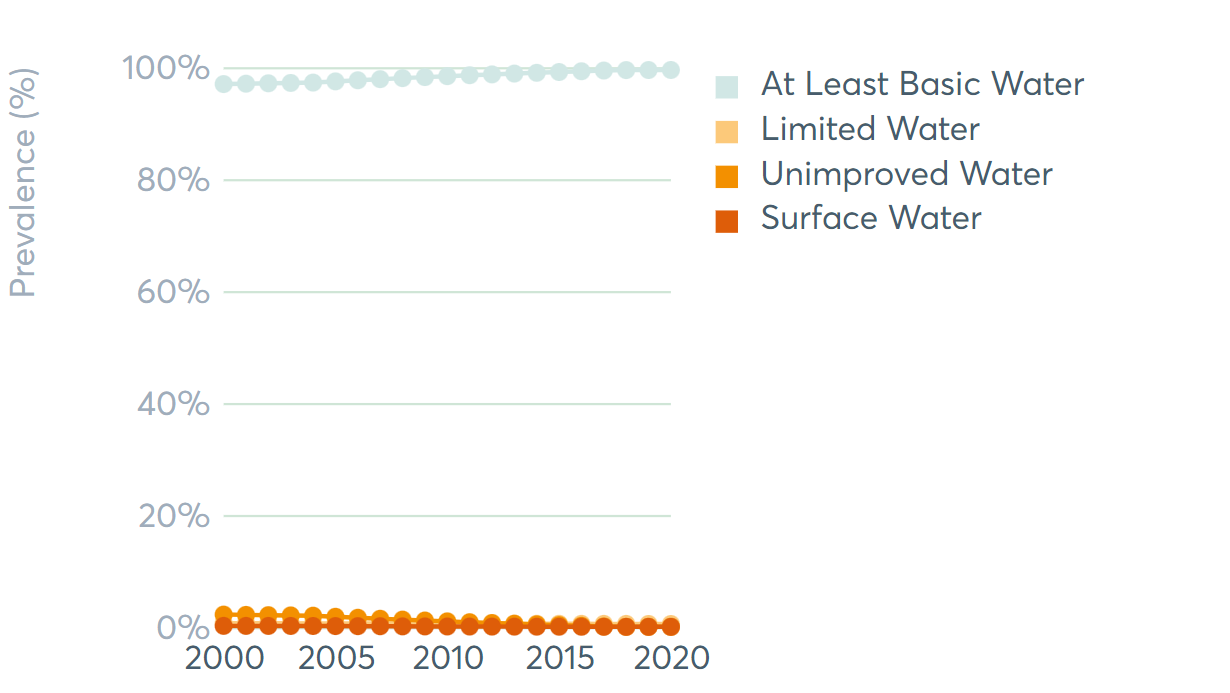 Prevalence (%)
100%
80%
60%
40%
20%
0%
2000 2005 2010 2015 2020
At Least Basic Water
Limited Water
Unimproved Water
Surface Water